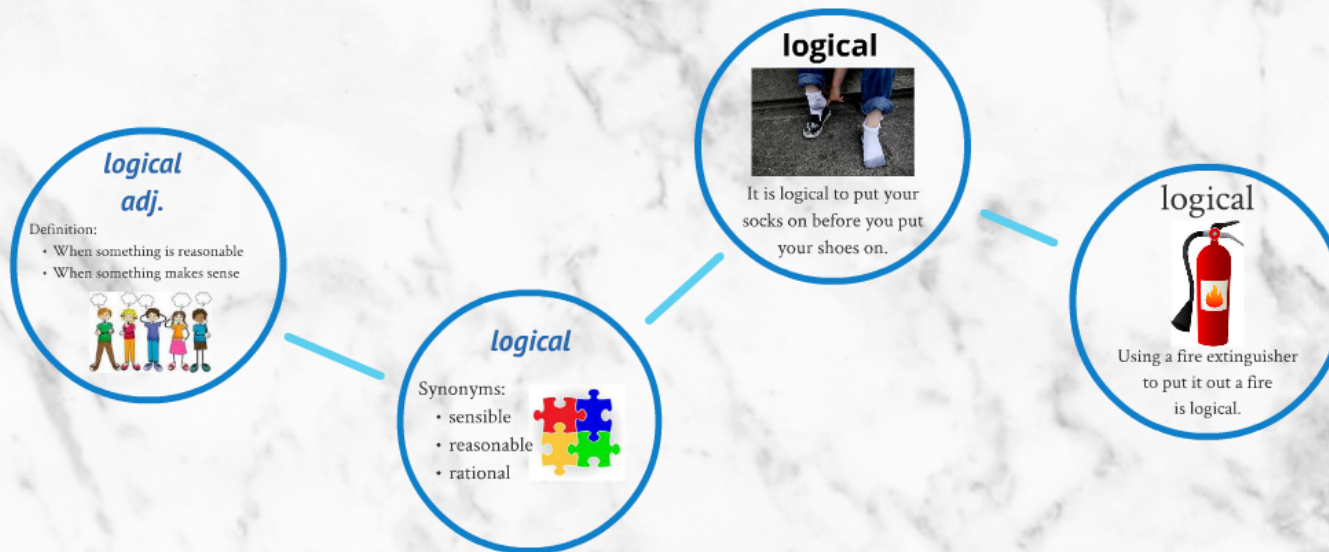 logical
adj.
Definition:
• When something is reasonable
• When something makes sense
logical
Synonyms:
• sensible
• reasonable
• rational
logical
It is logical to put your
socks on before you put
your shoes on.
logical
Using a fire extinguisher
to put it out a fire
is logical.